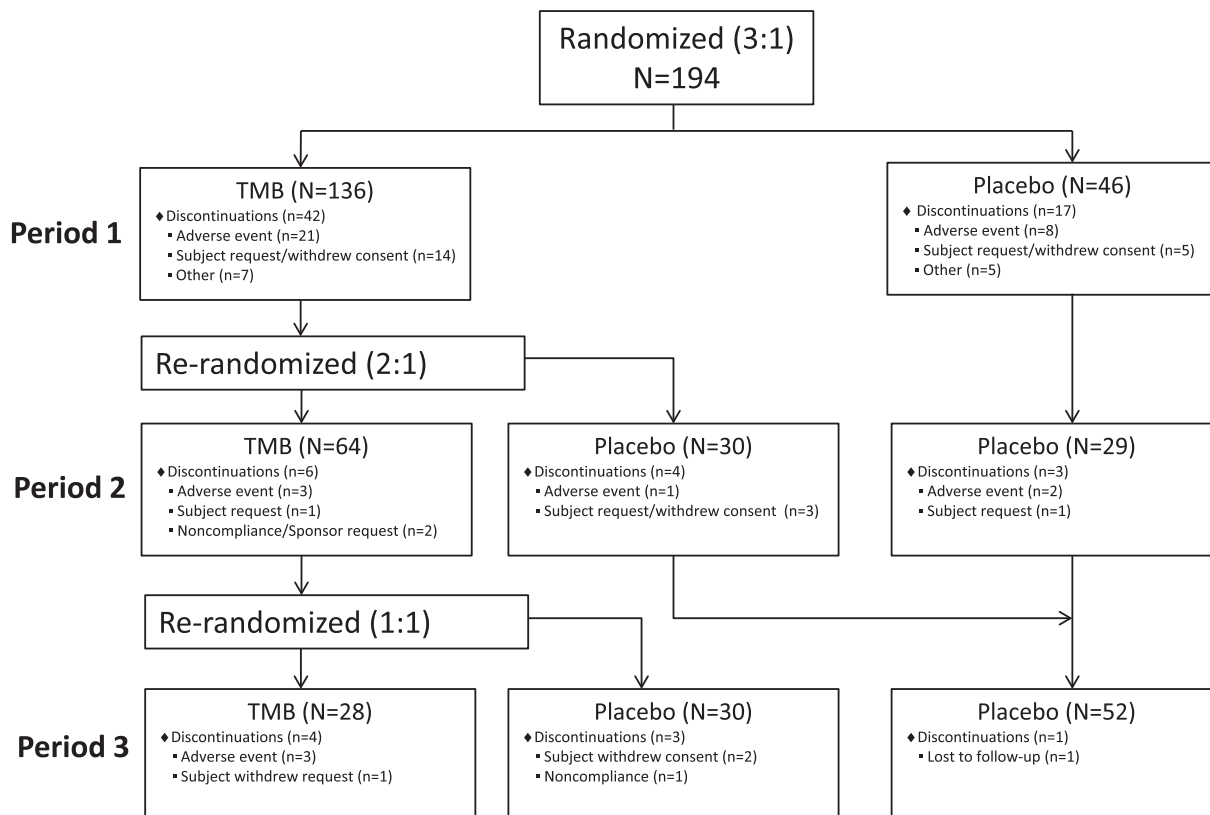 Randomized (3:1)
N=194
Period 1
TMB (N=136)
♦ Discontinuations (n=42)
▪ Adverse event (n=21)
▪ Subject request/withdrew consent (n=14)
▪ Other (n=7)
Placebo (N=46)
♦ Discontinuations (n=17)
▪ Adverse event (n=8)
▪ Subject request/withdrew consent (n=5)
▪ Other (n=5)
Re-randomized (2:1)
Period 2
TMB (N=64)
♦ Discontinuations (n=6)
▪ Adverse event (n=3)
▪ Subject request (n=1)
▪ Noncompliance/Sponsor request (n=2)
Placebo (N=30)
♦ Discontinuations (n=4)
▪ Adverse event (n=1)
▪ Subject request/withdrew consent (n=3)
Placebo (N=29)
♦ Discontinuations (n=3)
▪ Adverse event (n=2)
▪ Subject request (n=1)
Re-randomized (1:1)
Period 3
TMB (N=28)
♦ Discontinuations (n=4)
▪ Adverse event (n=3)
▪ Subject withdrew request (n=1)
Placebo (N=30)
♦ Discontinuations (n=3)
▪ Subject withdrew consent (n=2)
▪ Noncompliance (n=1)
Placebo (N=52)
♦ Discontinuations (n=1)
▪ Lost to follow-up (n=1)